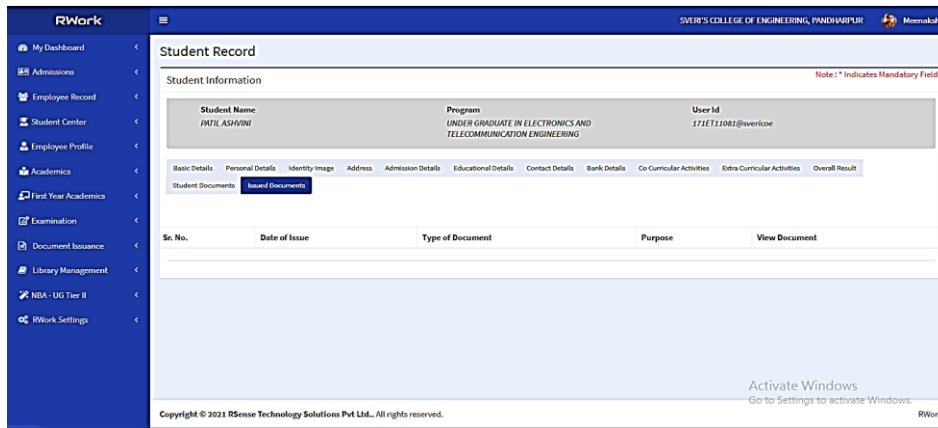 RWork
SVERI'S COLLEGE OF ENGINEERING, PANDHARPUR
My Dashboard
Admissions
Employee Record
Student Center
Employee Profile
Academics
First Year Academics
Examination
Document Issuance
Library Management
NBA - UG Tier II
RWork Settings
Student Record
Student Information
Note : * Indicates Mandatory Field
Student Name Program User Id
PATIL ASHVINI UNDER GRADUATE IN ELECTRONICS AND 171ET11081@svericoe
TELECOMMUNICATION ENGINEERING
Basic Details Personal Details Identity Image Address Admission Details Educational Details Contact Details Bank Details Co Curricular Activities Extra Curricular Activities Overall Result
Student Documents Issued Documents
Sr. No. Date of Issue Type of Document Purpose View Document
Activate Windows
Go to Settings to activate Windows.
Copyright © 2021 RSense Technology Solutions Pvt Ltd.. All rights reserved.